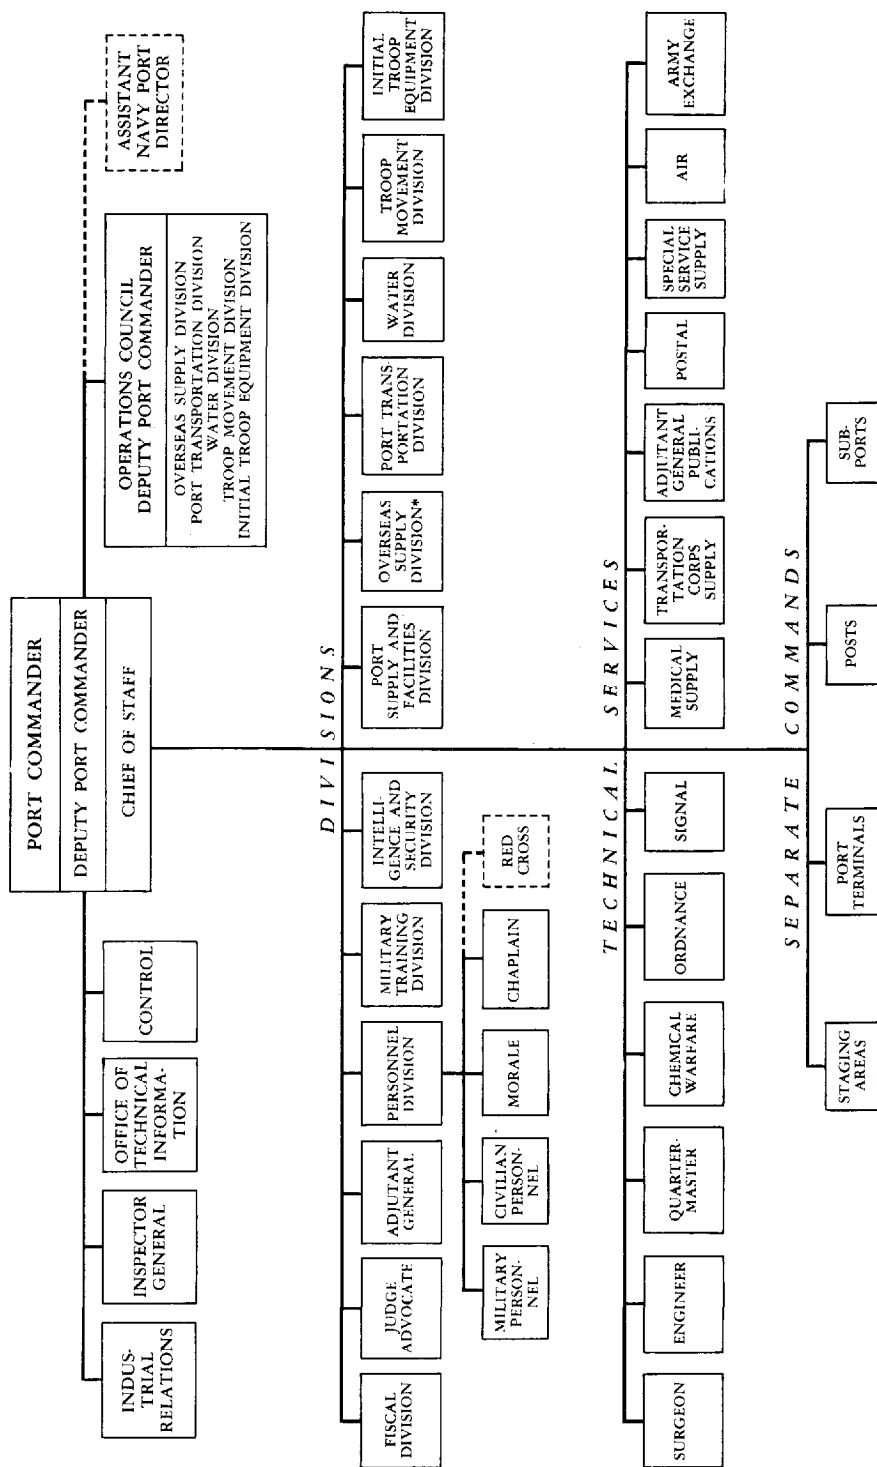 PORT COMMANDER
DEPUTY PORT COMMANDER
CHIEF OF STAFF
INDUS-
TRIAL
RELATIONS
INSPECTOR
GENERAL
OFFICE OF
TECHNICAL
INFORMA-
TION
CONTROL
OPERATIONS COUNCIL
DEPUTY PORT COMMANDER
OVERSEAS SUPPLY DIVISION
PORT TRANSPORTATION DIVISION
WATER DIVISION
TROOP MOVEMENT DIVISION
INITIAL TROOP EQUIPMENT DIVISION
ASSISTANT
NAVY PORT
DIRECTOR
DIVISIONS
FISCAL
DIVISION
JUDGE
ADVOCATE
ADJUTANT
GENERAL
PERSONNEL
DIVISION
MILITARY
TRAINING
DIVISION
INTELLI-
GENCE AND
SECURITY
DIVISION
PORT
SUPPLY AND
FACILITIES
DIVISION
OVERSEAS
SUPPLY
DIVISION*
PORT TRANS-
PORTATION
DIVISION
WATER
DIVISION
TROOP
MOVEMENT
DIVISION
INITIAL
TROOP
EQUIPMENT
DIVISION
MILITARY
PERSON-
NEL
CIVILIAN
PERSON-
NEL
MORALE
CHAPLAIN
RED
CROSS
TECHNICAL SERVICES
SURGEON
ENGINEER
QUARTER-
MASTER
CHEMICAL
WARFARE
ORDNANCE
SIGNAL
MEDICAL
SUPPLY
TRANSPOR-
TATION
CORPS
SUPPLY
ADJUTANT
GENERAL
PUBLI-
CATIONS
POSTAL
SPECIAL
SERVICE
SUPPLY
AIR
ARMY
EXCHANGE
SEPARATE COMMANDS
STAGING
AREAS
PORT
TERMINALS
POSTS
SUB-
PORTS